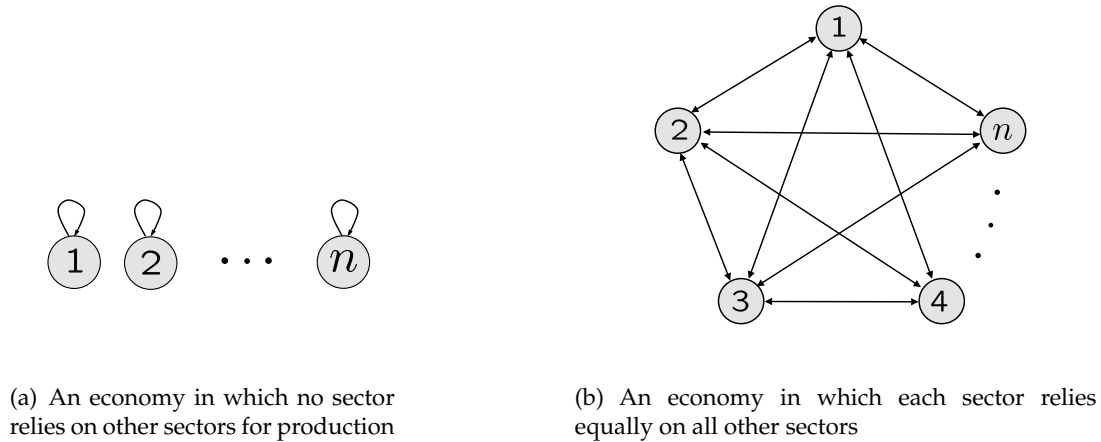 1
2
n
3
4
1 2 · · · n
(a) An economy in which no sector
relies on other sectors for production
(b) An economy in which each sector relies
equally on all other sectors